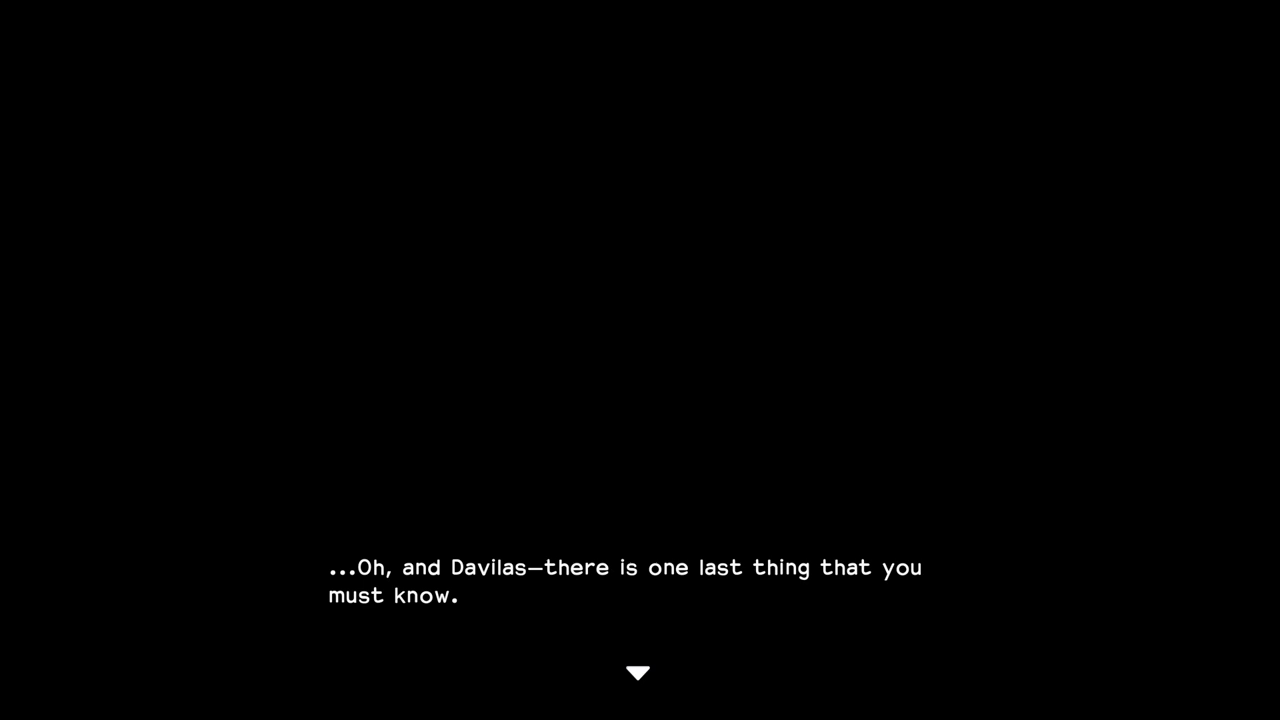 ...Oh, and Davilas—there is one last thing that you
must know.